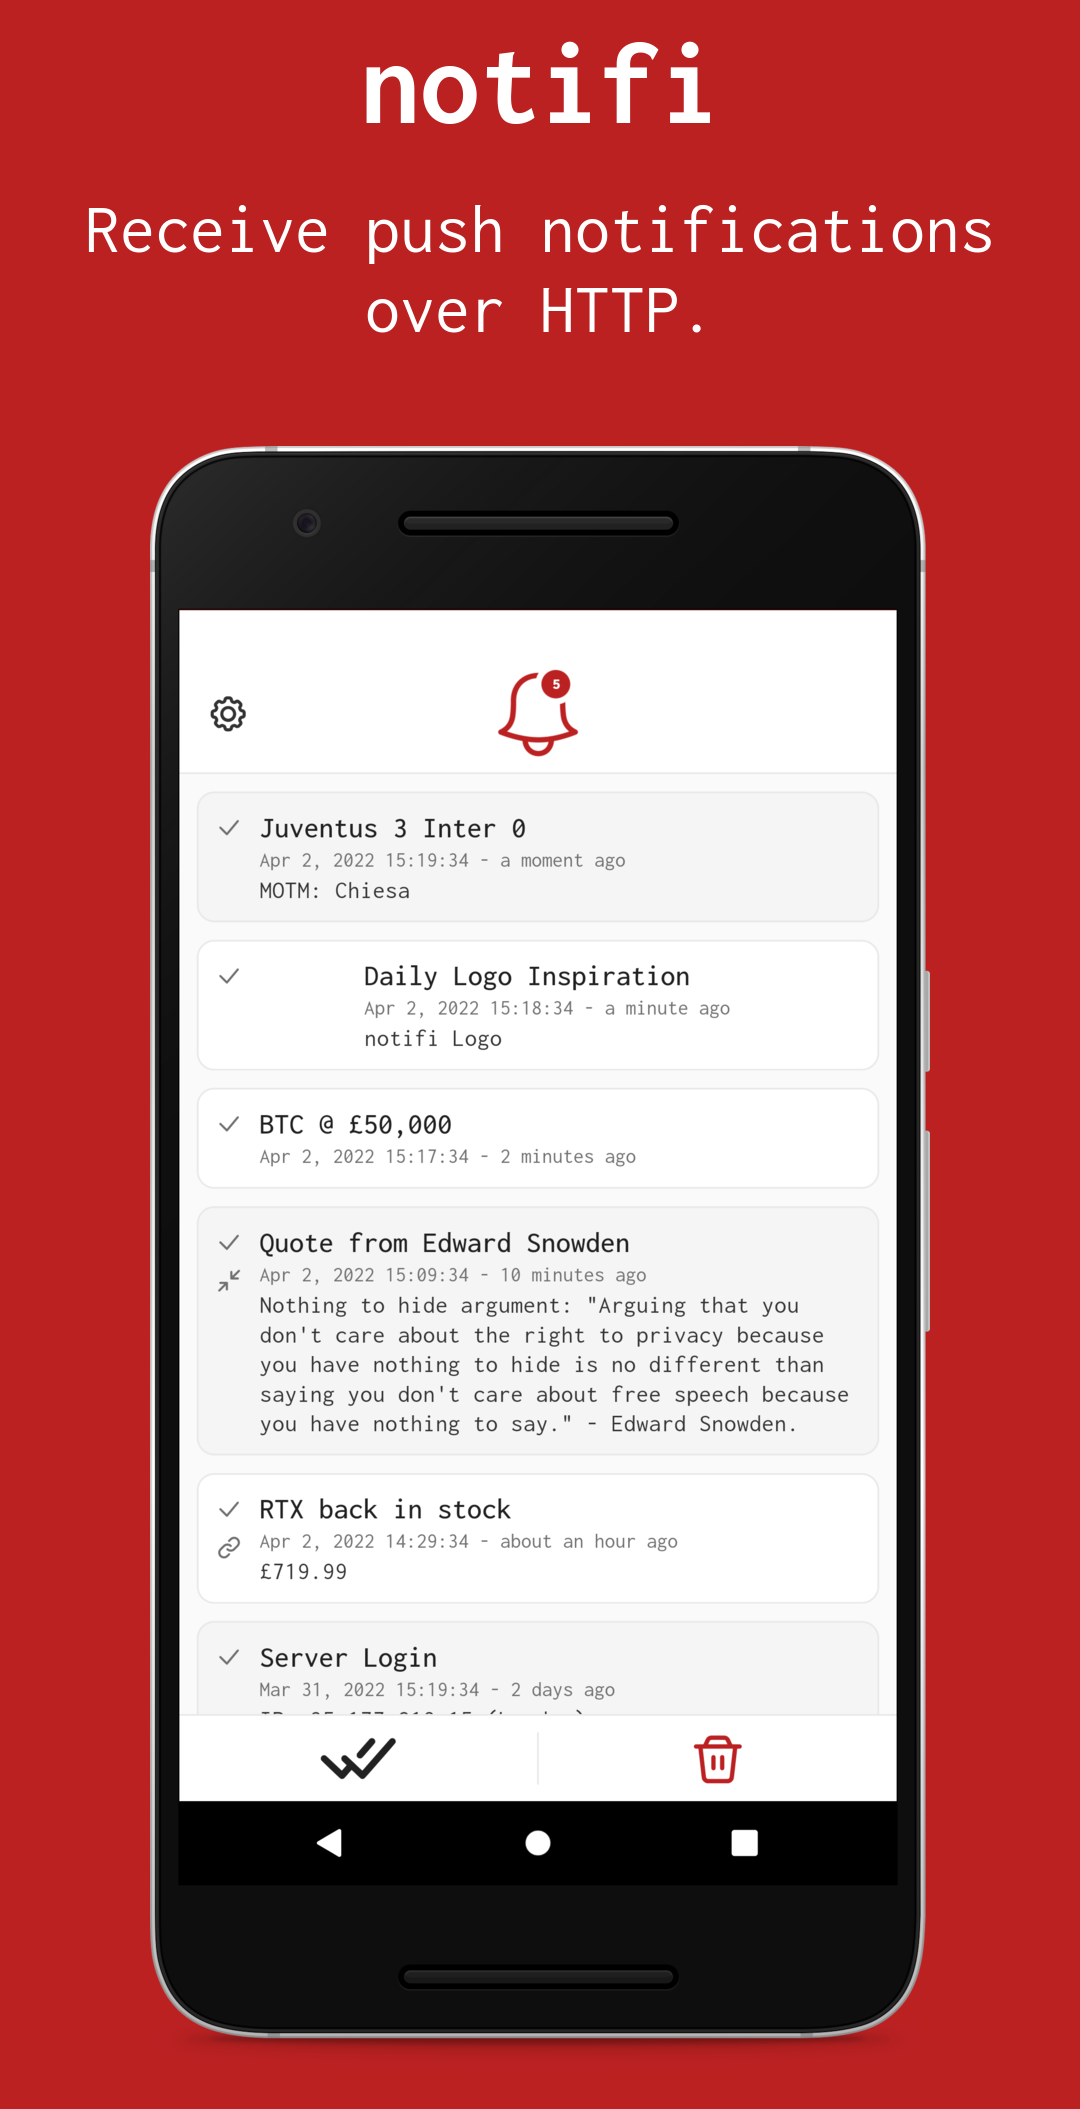 notifi
Receive push notifications
over HTTP.
5
Juventus 3 Inter 0
Apr 2, 2022 15:19:34 - a moment ago
MOTM: Chiesa
Daily Logo Inspiration
Apr 2, 2022 15:18:34 - a minute ago
notifi Logo
BTC @ £50,000
Apr 2, 2022 15:17:34 - 2 minutes ago
Quote from Edward Snowden
Apr 2, 2022 15:09:34 - 10 minutes ago
Nothing to hide argument: "Arguing that you
don't care about the right to privacy because
you have nothing to hide is no different than
saying you don't care about free speech because
you have nothing to say." - Edward Snowden.
RTX back in stock
Apr 2, 2022 14:29:34 - about an hour ago
£719.99
Server Login
Mar 31, 2022 15:19:34 - 2 days ago